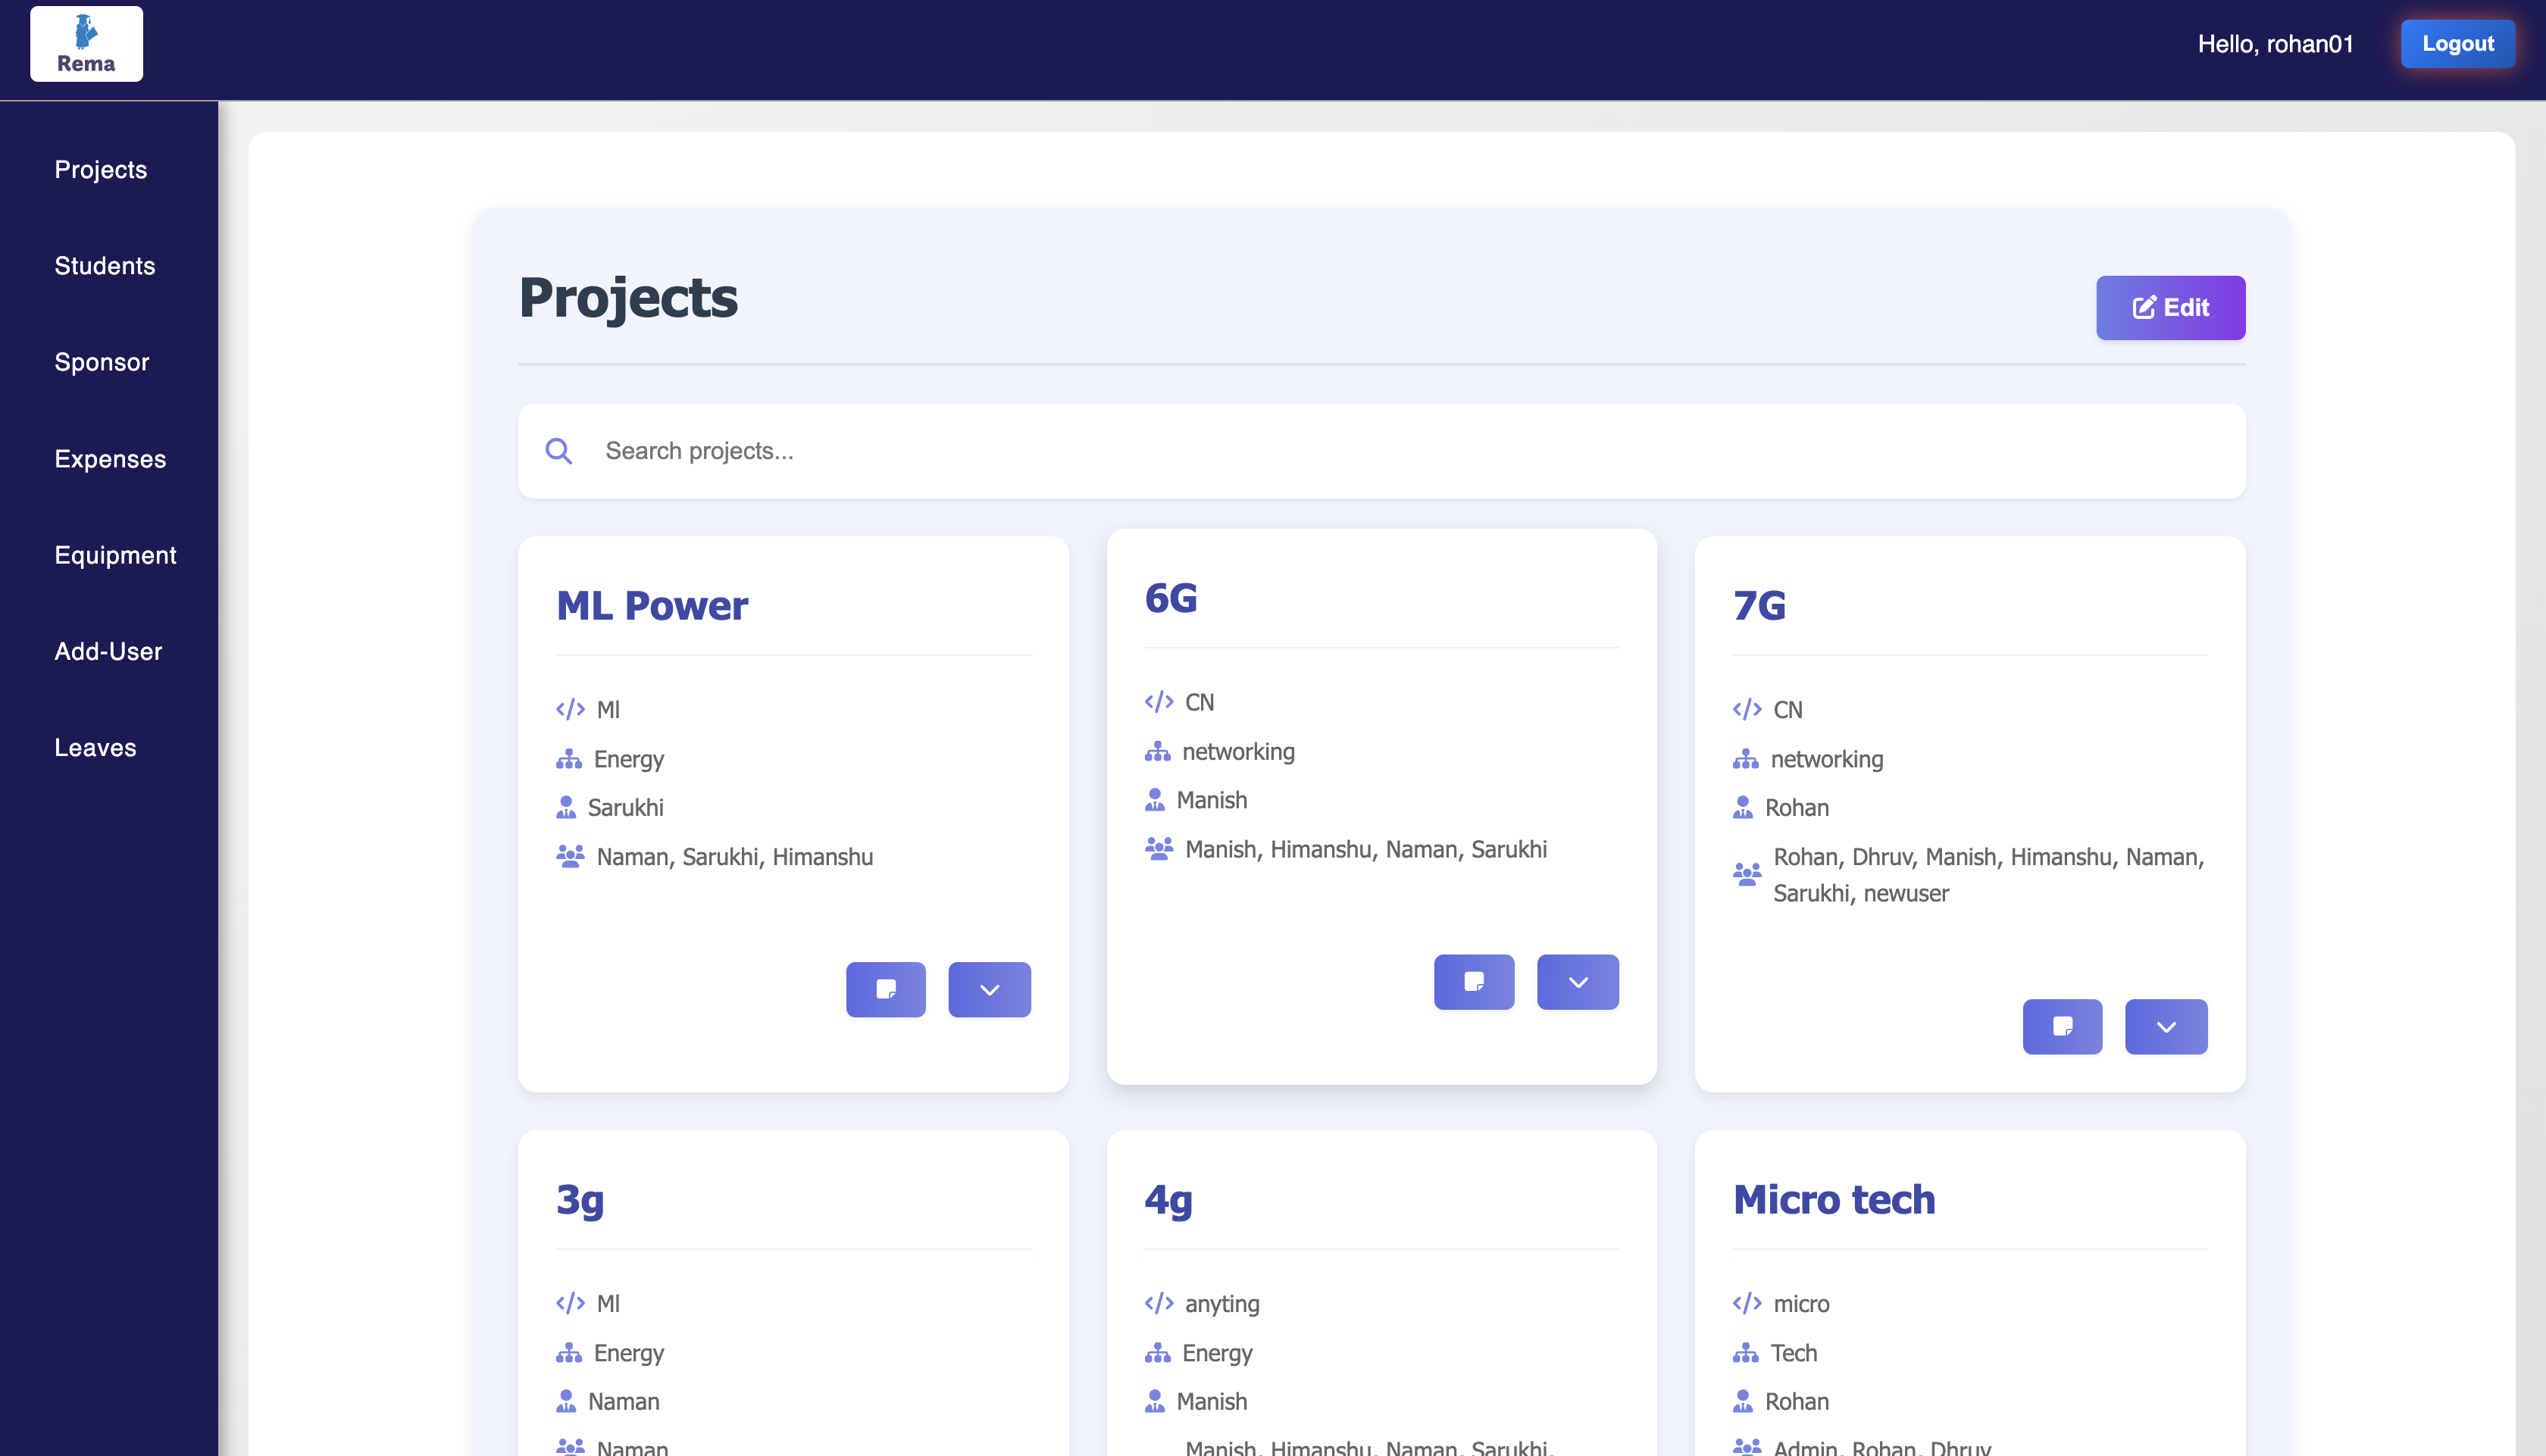 Rema
Hello, rohan01
Logout
Projects
Students
Sponsor
Expenses
Equipment
Add-User
Leaves
Projects
Edit
Search projects...
ML Power
Ml
Energy
Sarukhi
Naman, Sarukhi, Himanshu
6G
CN
networking
Manish
Manish, Himanshu, Naman, Sarukhi
7G
CN
networking
Rohan
Rohan, Dhruv, Manish, Himanshu, Naman,
Sarukhi, newuser
3g
Ml
Energy
Naman
Naman
4g
anyting
Energy
Manish
Manish, Himanshu, Naman, Sarukhi,
Micro tech
micro
Tech
Rohan
Admin, Rohan, Dhruv